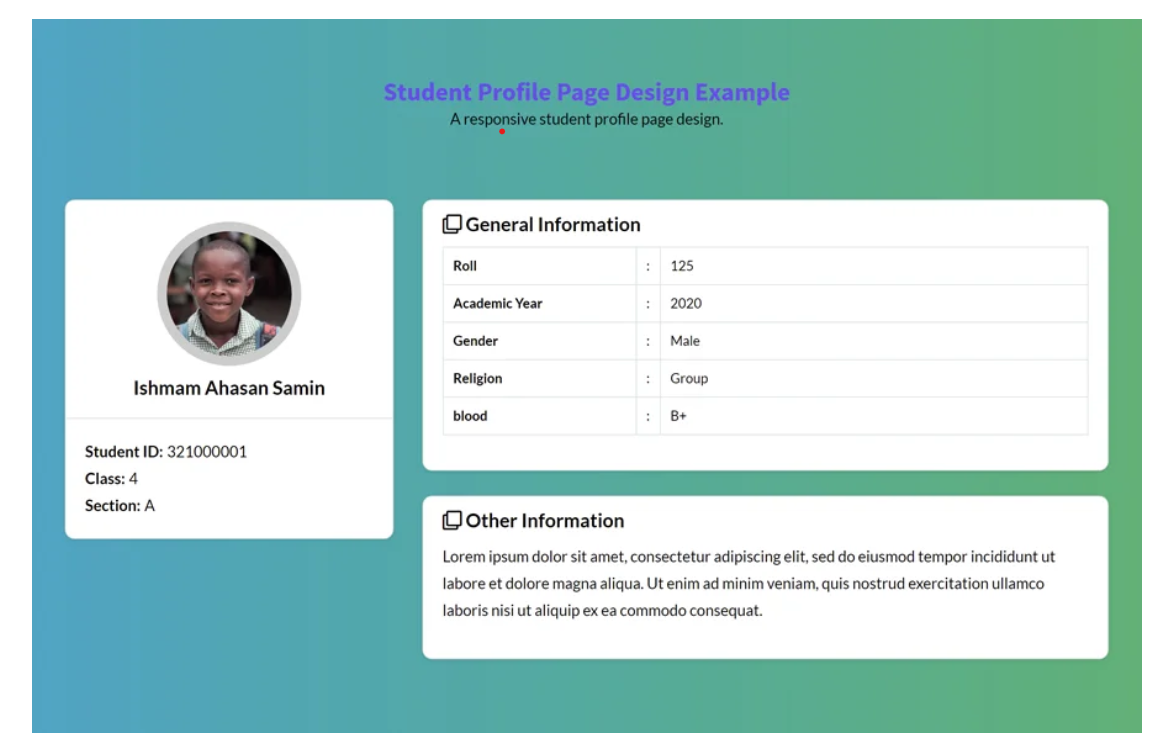 Student Profile Page Design Example
A responsive student profile page design.
Ishmam Ahasan Samin
Student ID: 321000001
Class: 4
Section: A
General Information
Roll : 125
Academic Year : 2020
Gender : Male
Religion : Group
blood : B+
Other Information
Lorem ipsum dolor sit amet, consectetur adipiscing elit, sed do eiusmod tempor incididunt ut
labore et dolore magna aliqua. Ut enim ad minim veniam, quis nostrud exercitation ullamco
laboris nisi ut aliquip ex ea commodo consequat.